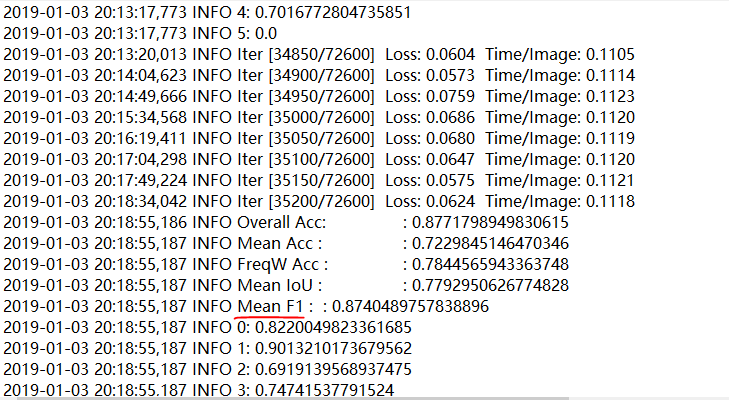 2019-01-03 20:13:17,773 INFO 4: 0.7016772804735851
2019-01-03 20:13:17,773 INFO 5: 0.0
2019-01-03 20:13:20,013 INFO Iter [34850/72600]  Loss: 0.0604  Time/Image: 0.1105
2019-01-03 20:14:04,623 INFO Iter [34900/72600]  Loss: 0.0573  Time/Image: 0.1114
2019-01-03 20:14:49,666 INFO Iter [34950/72600]  Loss: 0.0759  Time/Image: 0.1123
2019-01-03 20:15:34,568 INFO Iter [35000/72600]  Loss: 0.0686  Time/Image: 0.1120
2019-01-03 20:16:19,411 INFO Iter [35050/72600]  Loss: 0.0680  Time/Image: 0.1119
2019-01-03 20:17:04,298 INFO Iter [35100/72600]  Loss: 0.0647  Time/Image: 0.1120
2019-01-03 20:17:49,224 INFO Iter [35150/72600]  Loss: 0.0575  Time/Image: 0.1121
2019-01-03 20:18:34,042 INFO Iter [35200/72600]  Loss: 0.0624  Time/Image: 0.1118
2019-01-03 20:18:55,186 INFO Overall Acc: : 0.8771798949830615
2019-01-03 20:18:55,187 INFO Mean Acc : : 0.7229845146470346
2019-01-03 20:18:55,187 INFO FreqW Acc : : 0.7844565943363748
2019-01-03 20:18:55,187 INFO Mean IoU : : 0.7792950626774828
2019-01-03 20:18:55,187 INFO Mean F1 : : 0.8740489757838896
2019-01-03 20:18:55,187 INFO 0: 0.8220049823361685
2019-01-03 20:18:55,187 INFO 1: 0.9013210173679562
2019-01-03 20:18:55,187 INFO 2: 0.6919139568937475
2019-01-03 20:18:55,187 INFO 3: 0.74741537791524